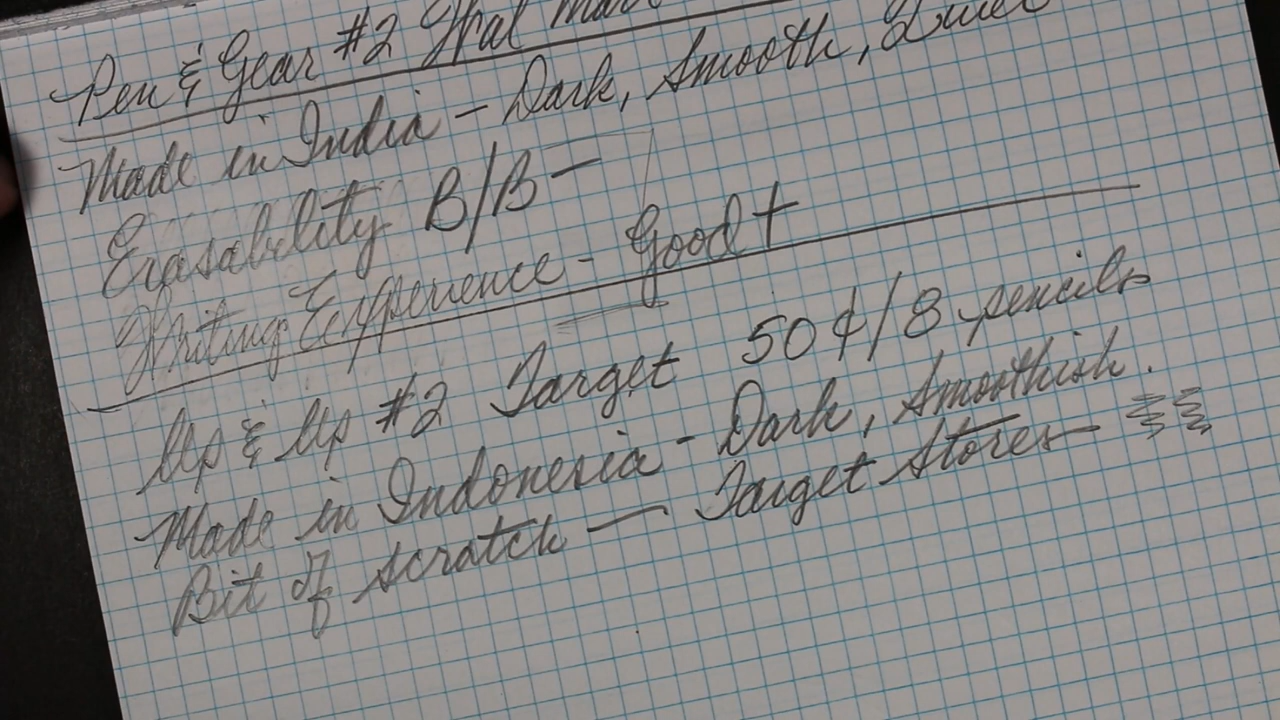 Pen & Gear #2 Wal Mart
Made in India - Dark, Smooth, Quiet
Erasability B/B-
Writing Experience - Good+
Up & Up #2 Target 50¢/8 pencils
Made in Indonesia - Dark, Smoothish.
Bit of scratch — Target Stores